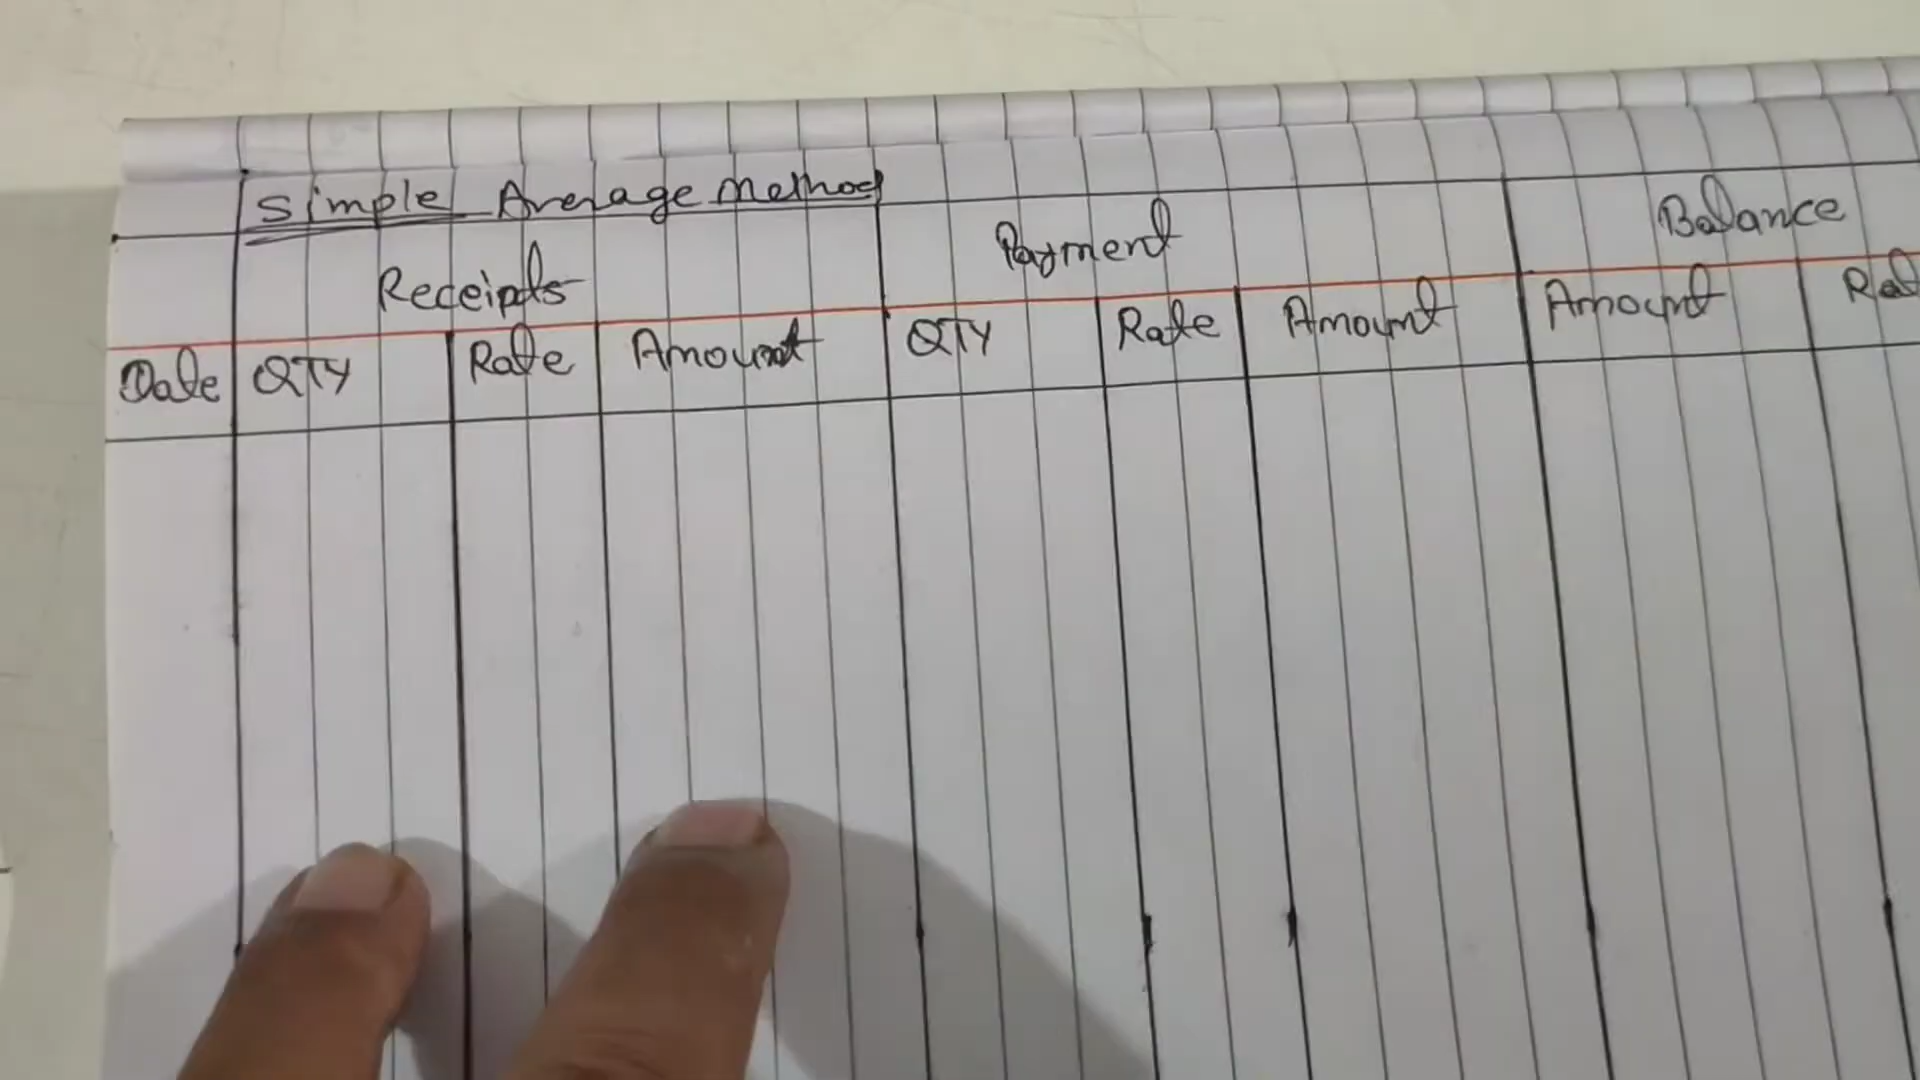 Simple Average Method
Receipts Payment Balance
Date QTY Rate Amount QTY Rate Amount Amount